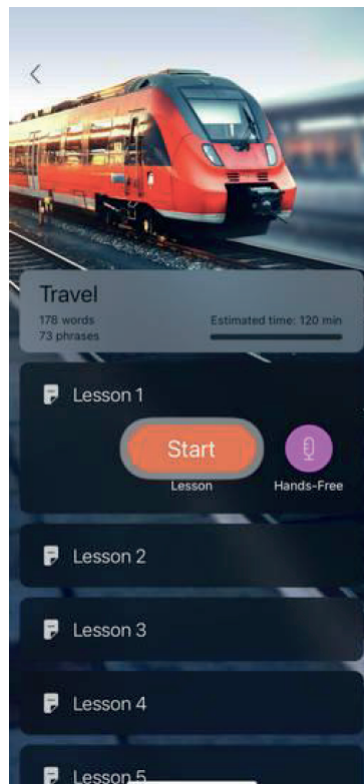 Travel
178 words
73 phrases
Estimated time: 120 min
Lesson 1
Start
Lesson
Hands-Free
Lesson 2
Lesson 3
Lesson 4
Lesson 5